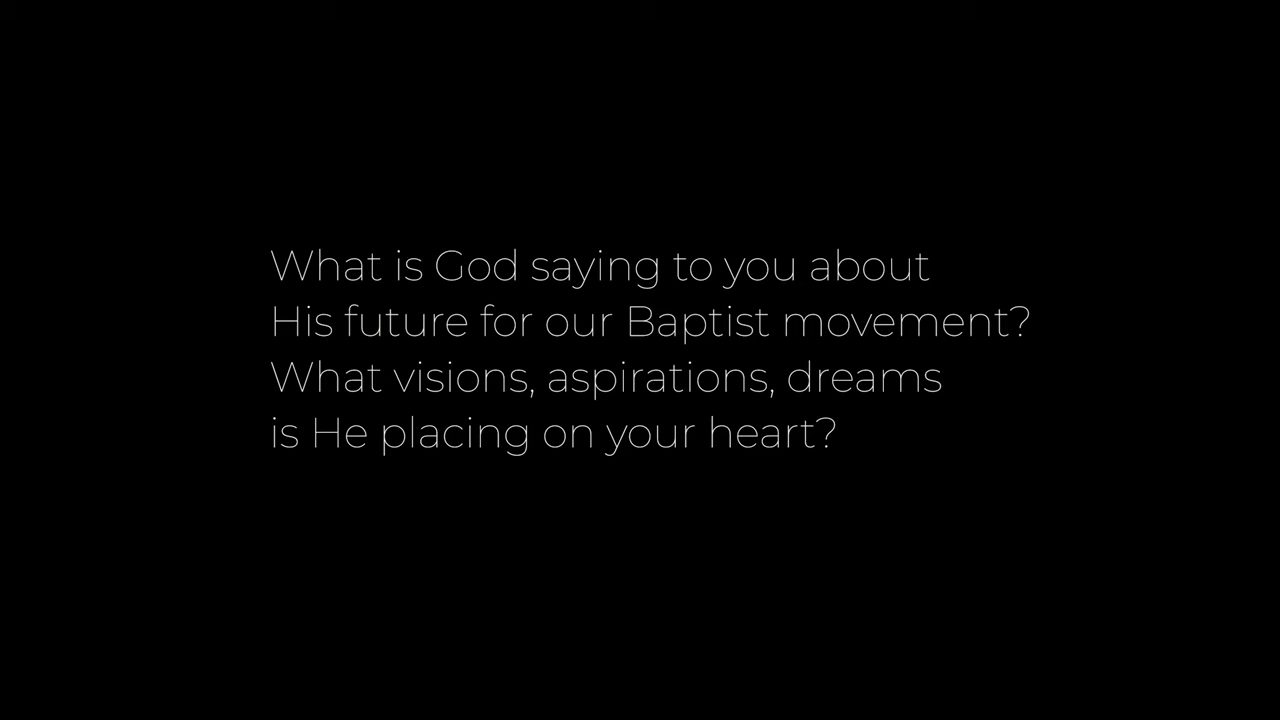 What is God saying to you about
His future for our Baptist movement?
What visions, aspirations, dreams
is He placing on your heart?